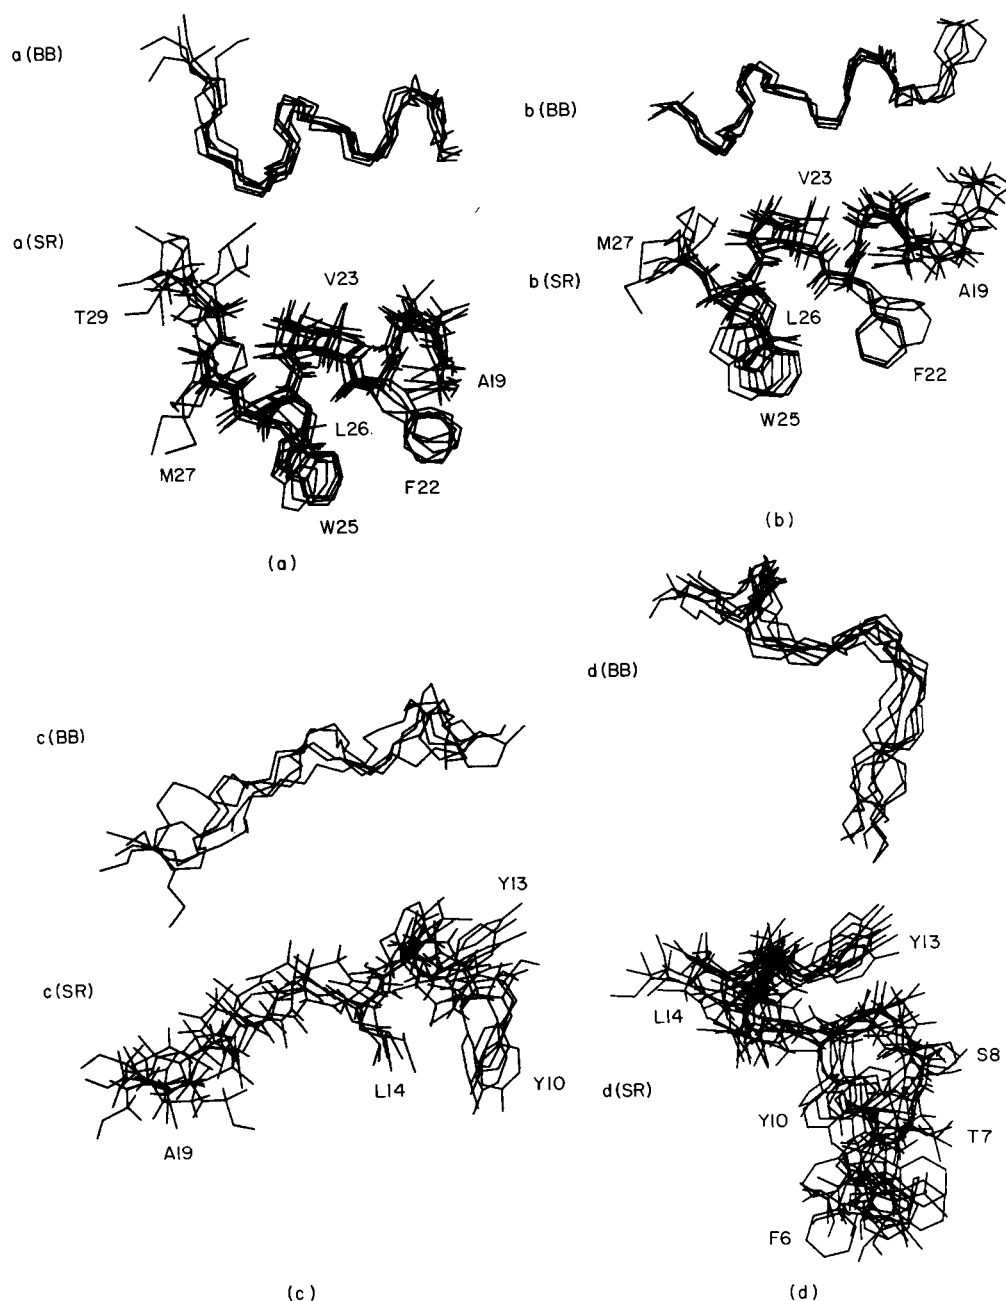 a (BB)
b (BB)
a (SR)
T29
V23
A19
M27
L26.
F22
W25
(a)
V23
M27
b (SR)
A19
L26
F22
W25
(b)
c (BB)
d (BB)
Y13
c (SR)
L14
Y10
A19
(c)
Y13
L14
S8
d (SR)
Y10
T7
F6
(d)